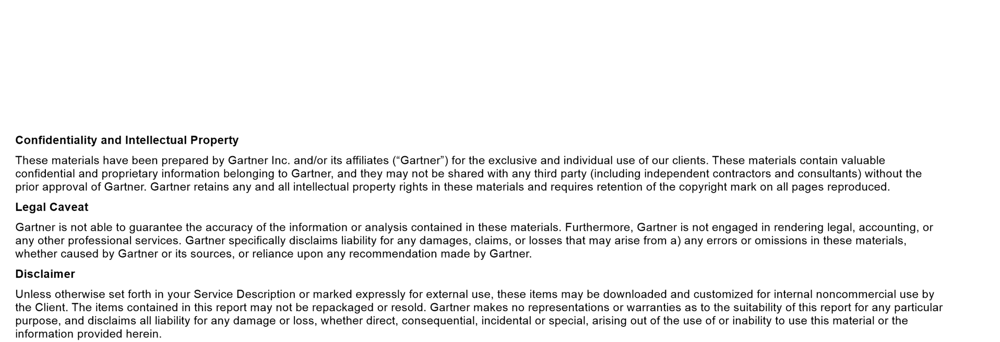 Confidentiality and Intellectual Property
These materials have been prepared by Gartner Inc. and/or its affiliates (“Gartner”) for the exclusive and individual use of our clients. These materials contain valuable
confidential and proprietary information belonging to Gartner, and they may not be shared with any third party (including independent contractors and consultants) without the
prior approval of Gartner. Gartner retains any and all intellectual property rights in these materials and requires retention of the copyright mark on all pages reproduced.
Legal Caveat
Gartner is not able to guarantee the accuracy of the information or analysis contained in these materials. Furthermore, Gartner is not engaged in rendering legal, accounting, or
any other professional services. Gartner specifically disclaims liability for any damages, claims, or losses that may arise from a) any errors or omissions in these materials,
whether caused by Gartner or its sources, or reliance upon any recommendation made by Gartner.
Disclaimer
Unless otherwise set forth in your Service Description or marked expressly for external use, these items may be downloaded and customized for internal noncommercial use by
the Client. The items contained in this report may not be repackaged or resold. Gartner makes no representations or warranties as to the suitability of this report for any particular
purpose, and disclaims all liability for any damage or loss, whether direct, consequential, incidental or special, arising out of the use of or inability to use this material or the
information provided herein.